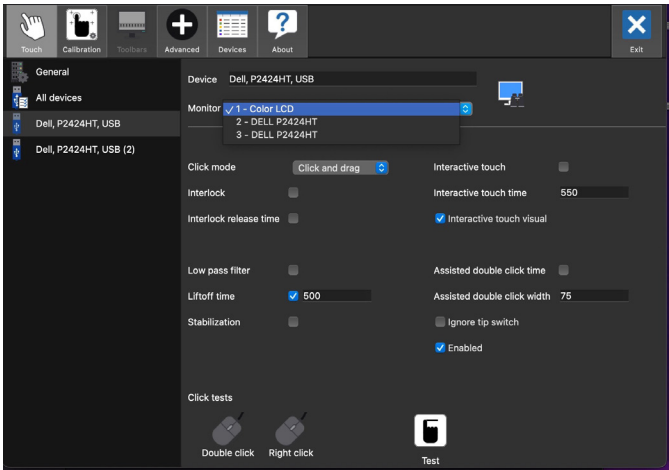 Touch
Calibration
Toolbars
Advanced
Devices
About
Exit
General
All devices
Dell, P2424HT, USB
Dell, P2424HT, USB (2)
Device Dell, P2424HT, USB
Monitor ✓ 1 - Color LCD
2 - DELL P2424HT
3 - DELL P2424HT
Click mode Click and drag Interactive touch
Interlock Interactive touch time 550
Interlock release time Interactive touch visual
Low pass filter Assisted double click time
Liftoff time 500 Assisted double click width 75
Stabilization Ignore tip switch
Enabled
Click tests
Double click Right click Test